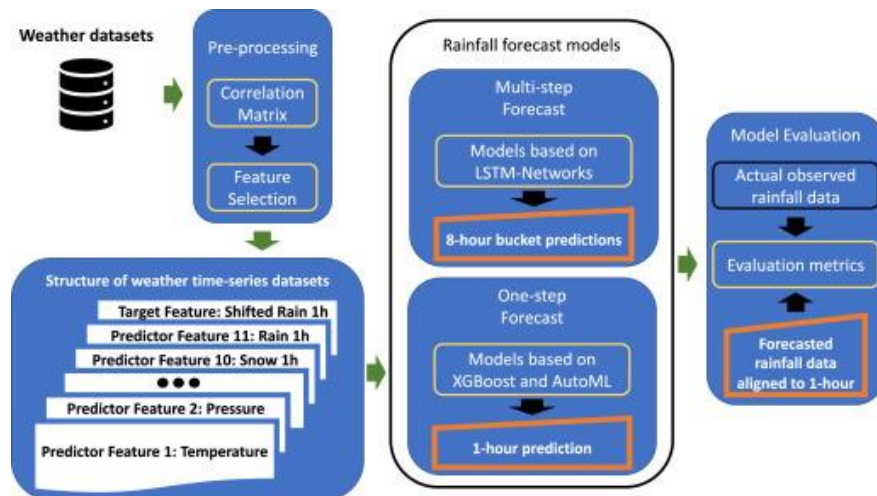 Weather datasets
Pre-processing
Correlation
Matrix
Feature
Selection
Structure of weather time-series datasets
Target Feature: Shifted Rain 1h
Predictor Feature 11: Rain 1h
Predictor Feature 10: Snow 1h
Predictor Feature 2: Pressure
Predictor Feature 1: Temperature
Rainfall forecast models
Multi-step
Forecast
Models based on
LSTM-Networks
8-hour bucket predictions
One-step
Forecast
Models based on
XGBoost and AutoML
1-hour prediction
Model Evaluation
Actual observed
rainfall data
Evaluation metrics
Forecasted
rainfall data
aligned to 1-hour